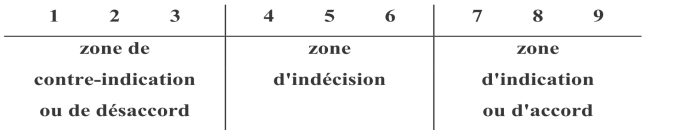 1 2 3 4 5 6 7 8 9
zone de zone zone
contre-indication d'indécision d'indication
ou de désaccord ou d'accord